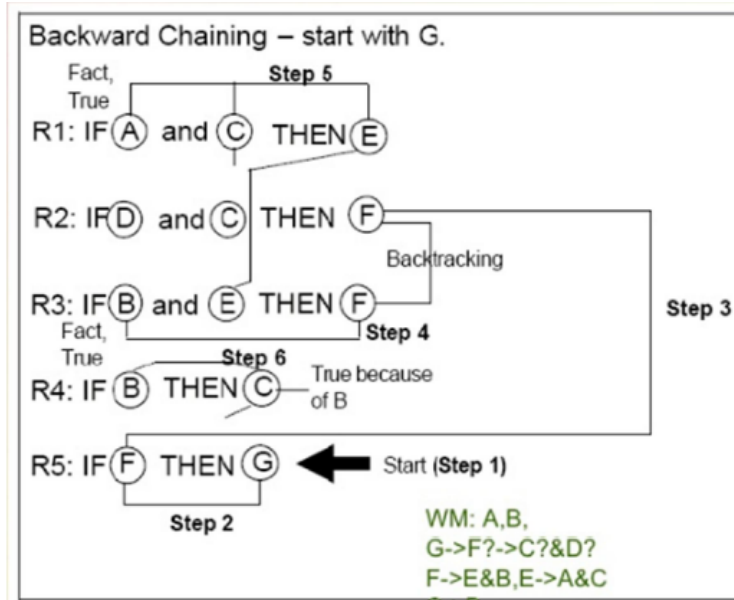 Backward Chaining – start with G.
Fact, True
Step 5
R1: IF A and C THEN E
R2: IF D and C THEN F
Backtracking
R3: IF B and E THEN F
Step 3
Fact, True
Step 4
Step 6
R4: IF B THEN C
True because of B
R5: IF F THEN G
Start (Step 1)
Step 2
WM: A,B,
G->F?->C?&D?
F->E&B,E->A&C